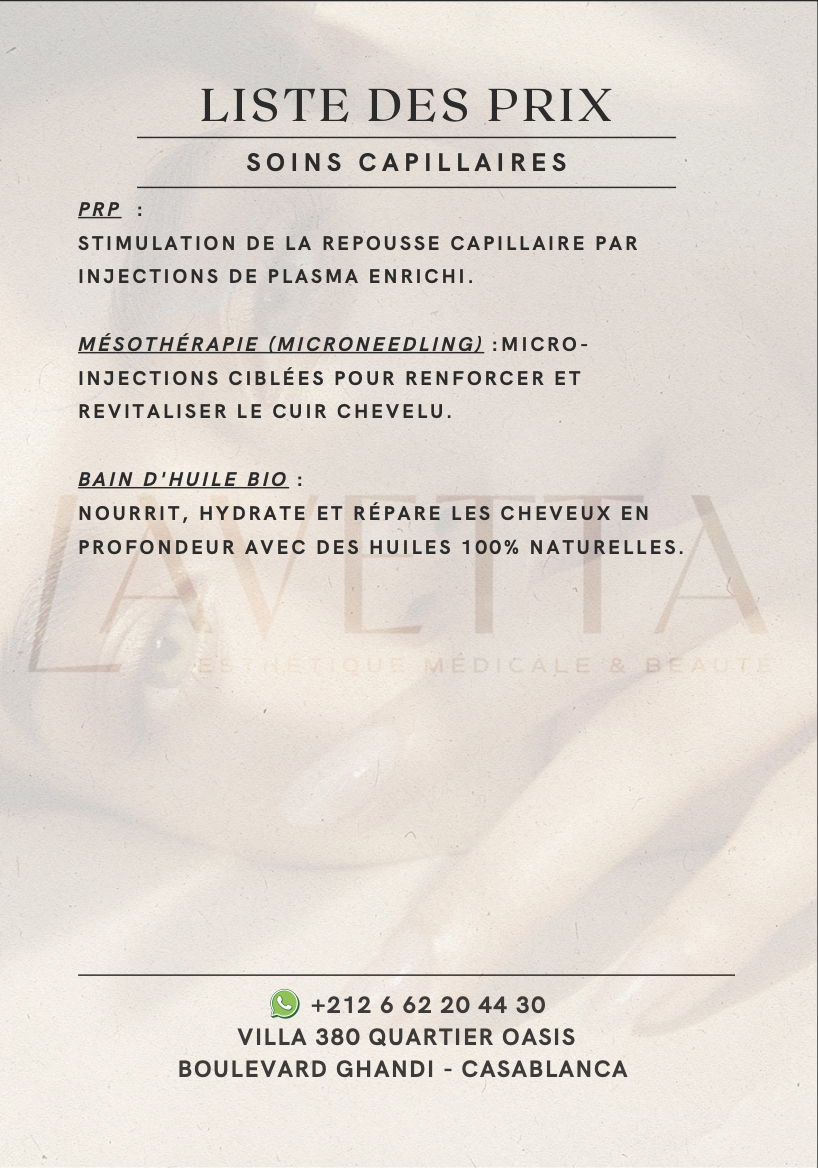 LISTE DES PRIX
SOINS CAPILLAIRES
PRP :
STIMULATION DE LA REPOUSSE CAPILLAIRE PAR
INJECTIONS DE PLASMA ENRICHI.
MÉSOTHÉRAPIE (MICRONEEDLING) :MICRO-
INJECTIONS CIBLÉES POUR RENFORCER ET
REVITALISER LE CUIR CHEVELU.
BAIN D'HUILE BIO :
NOURRIT, HYDRATE ET RÉPARE LES CHEVEUX EN
PROFONDEUR AVEC DES HUILES 100% NATURELLES.
LAVETTA
ESTHÉTIQUE MÉDICALE & BEAUTÉ
+212 6 62 20 44 30
VILLA 380 QUARTIER OASIS
BOULEVARD GHANDI - CASABLANCA